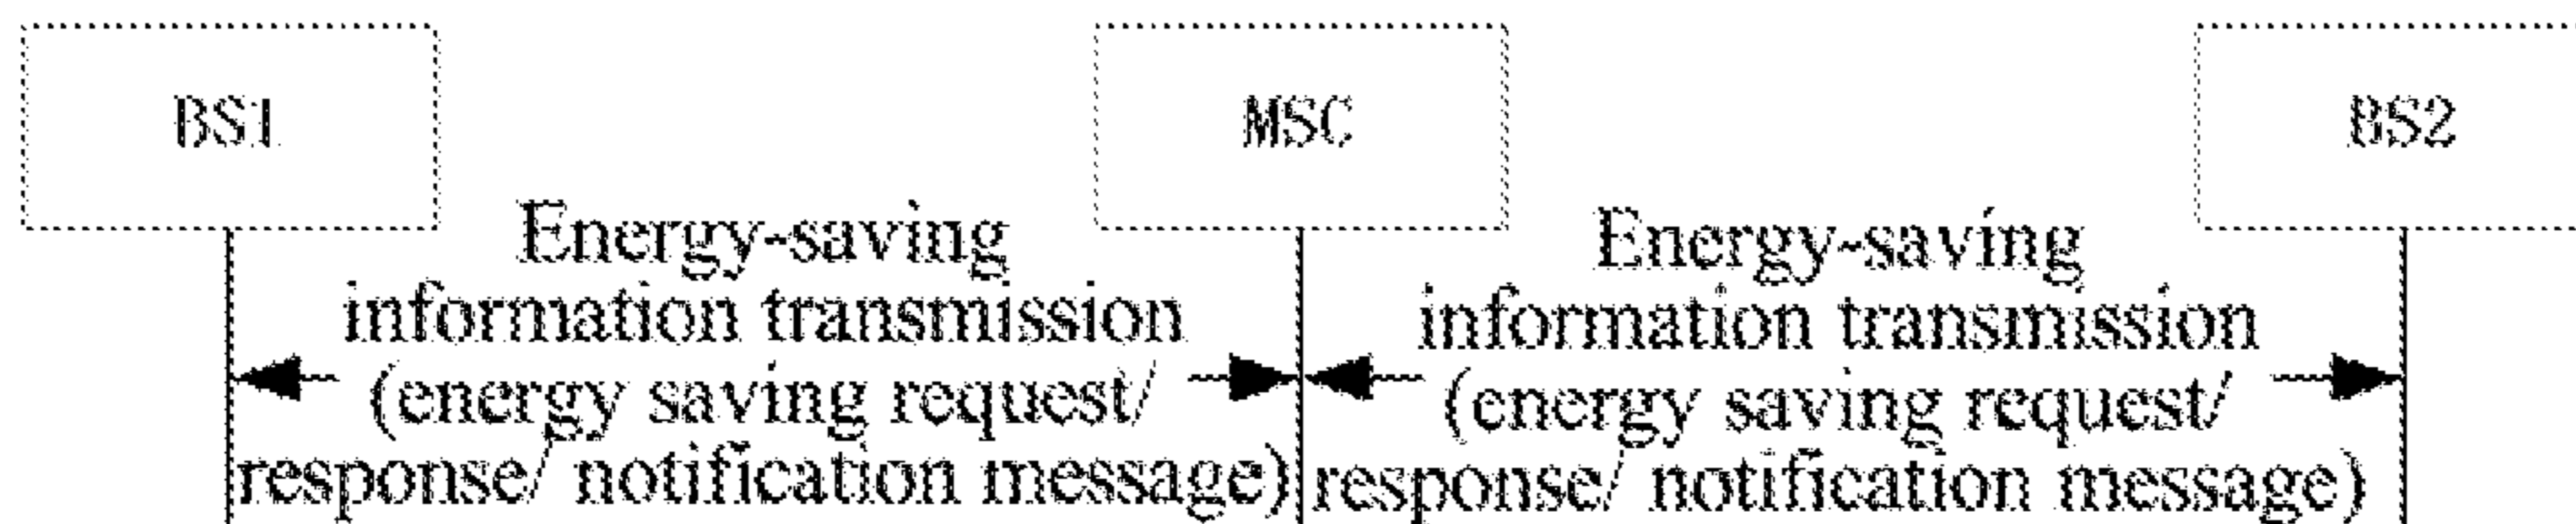 BS1
MSC
BS2
Energy-saving
information transmission
(energy saving request/
response/ notification message)
Energy-saving
information transmission
(energy saving request/
response/ notification message)